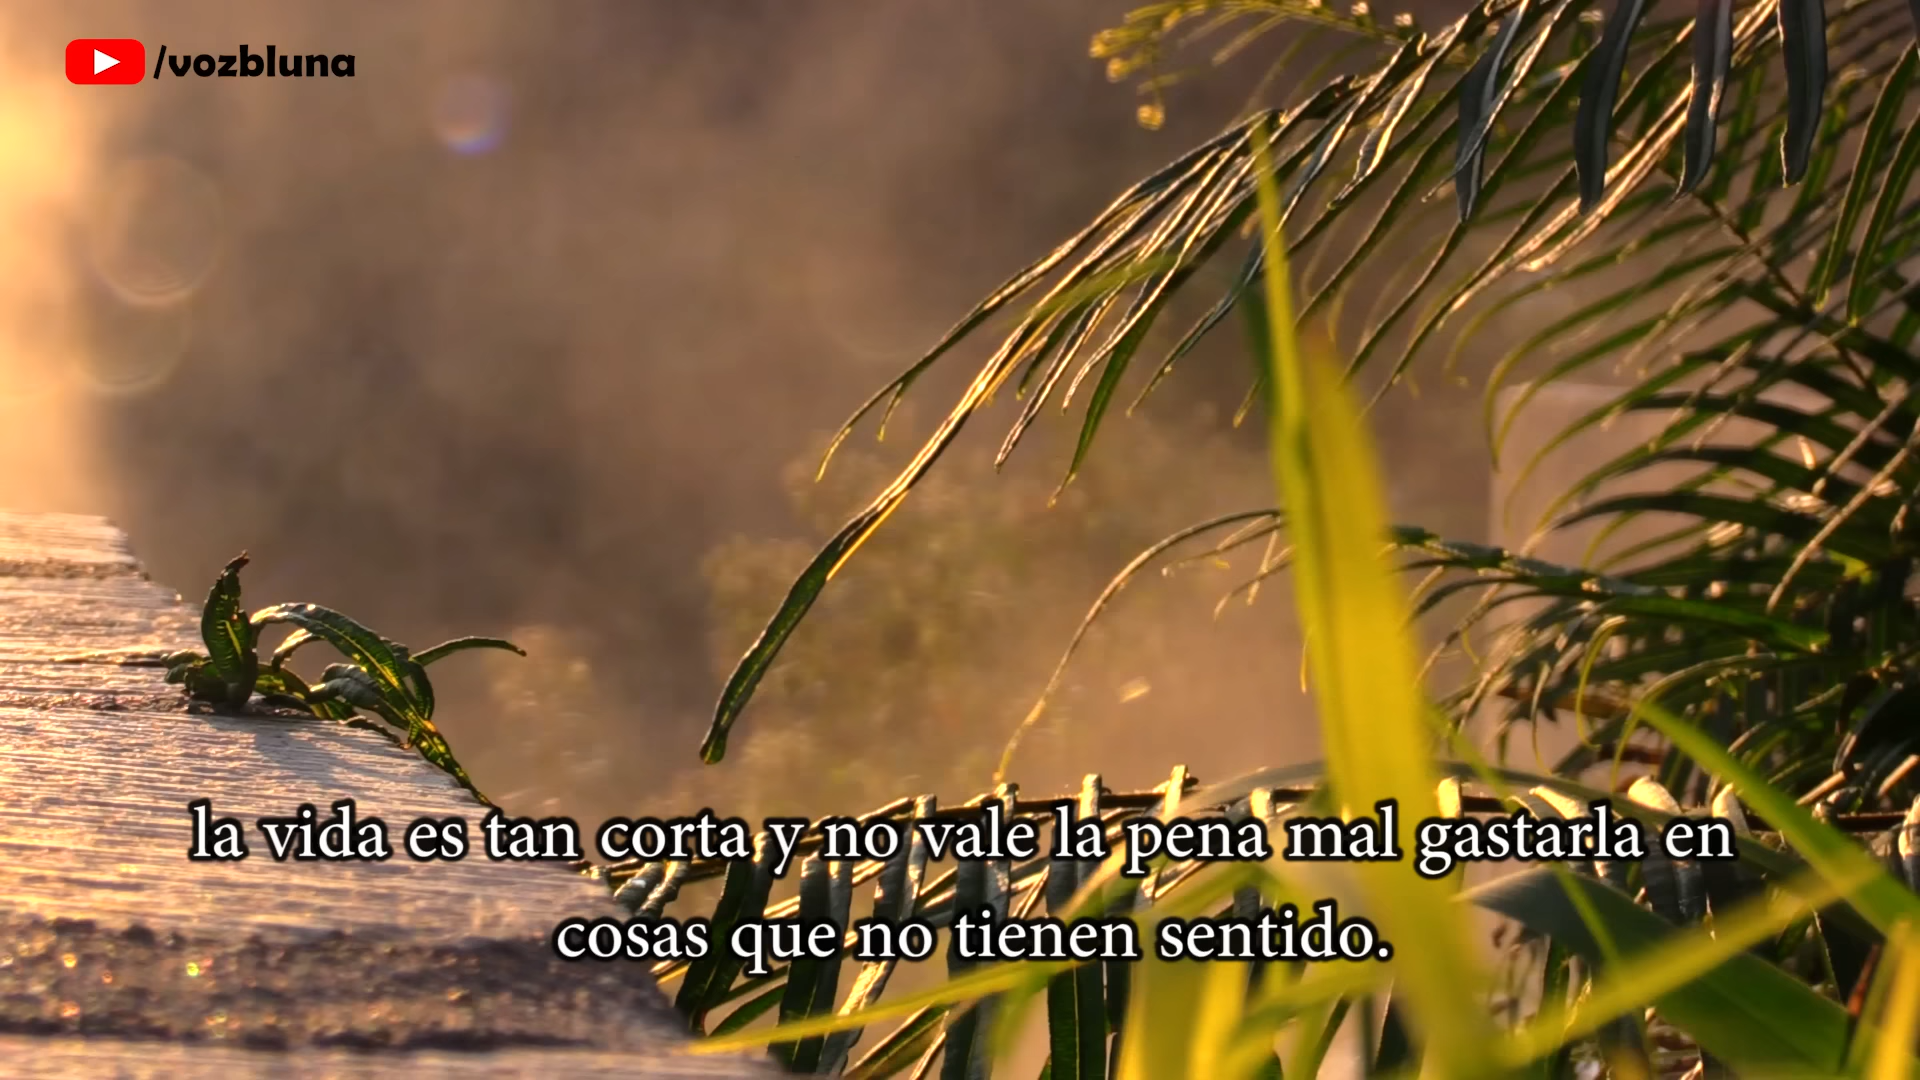 /vozbluna
la vida es tan corta y no vale la pena mal gastarla en
cosas que no tienen sentido.